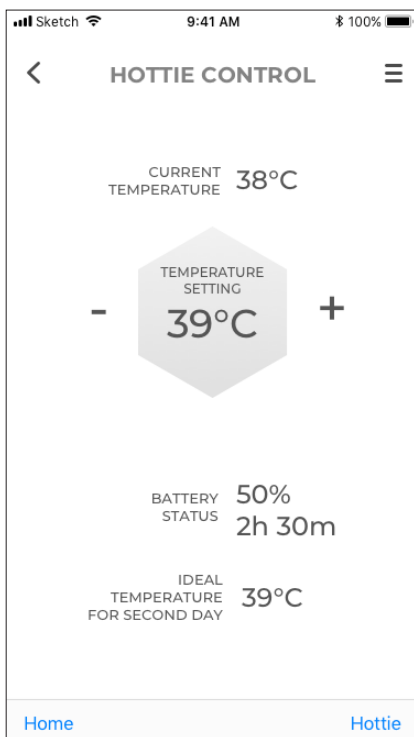 Sketch 9:41 AM 100%
HOTTIE CONTROL
CURRENT
TEMPERATURE 38°C
TEMPERATURE
SETTING
39°C
- +
BATTERY
STATUS
50%
2h 30m
IDEAL
TEMPERATURE
FOR SECOND DAY
39°C
Home Hottie